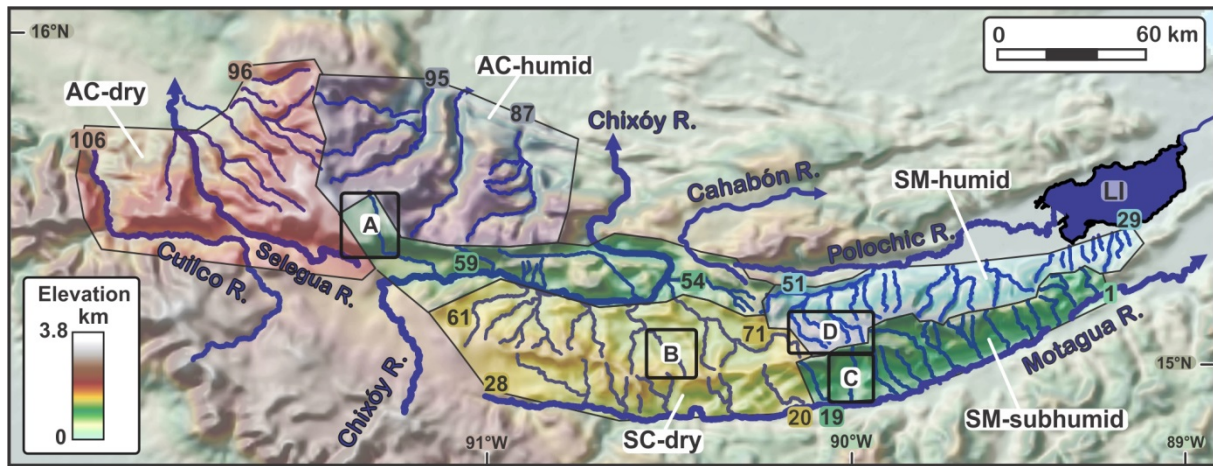 16°N
0 60 km
AC-dry
96
95
AC-humid
87
106
Chixóy R.
Cahabón R.
SM-humid
LI
29
A
Polochic R.
Cuilco R.
Selegua R.
59
54
51
1
Elevation
km
3.8
0
61
71
D
B
Motagua R.
15°N
C
28
Chixóy R.
SC-dry
20
19
SM-subhumid
91°W
90°W
89°W